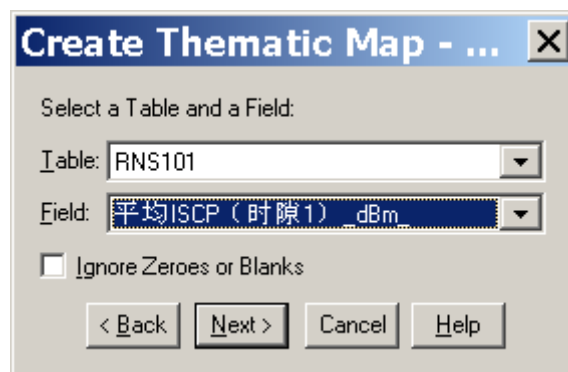 Create Thematic Map - ...
Select a Table and a Field:
Table: RNS101
Field: 平均ISCP（时隙1）_dBm_
Ignore Zeroes or Blanks
< Back Next > Cancel Help